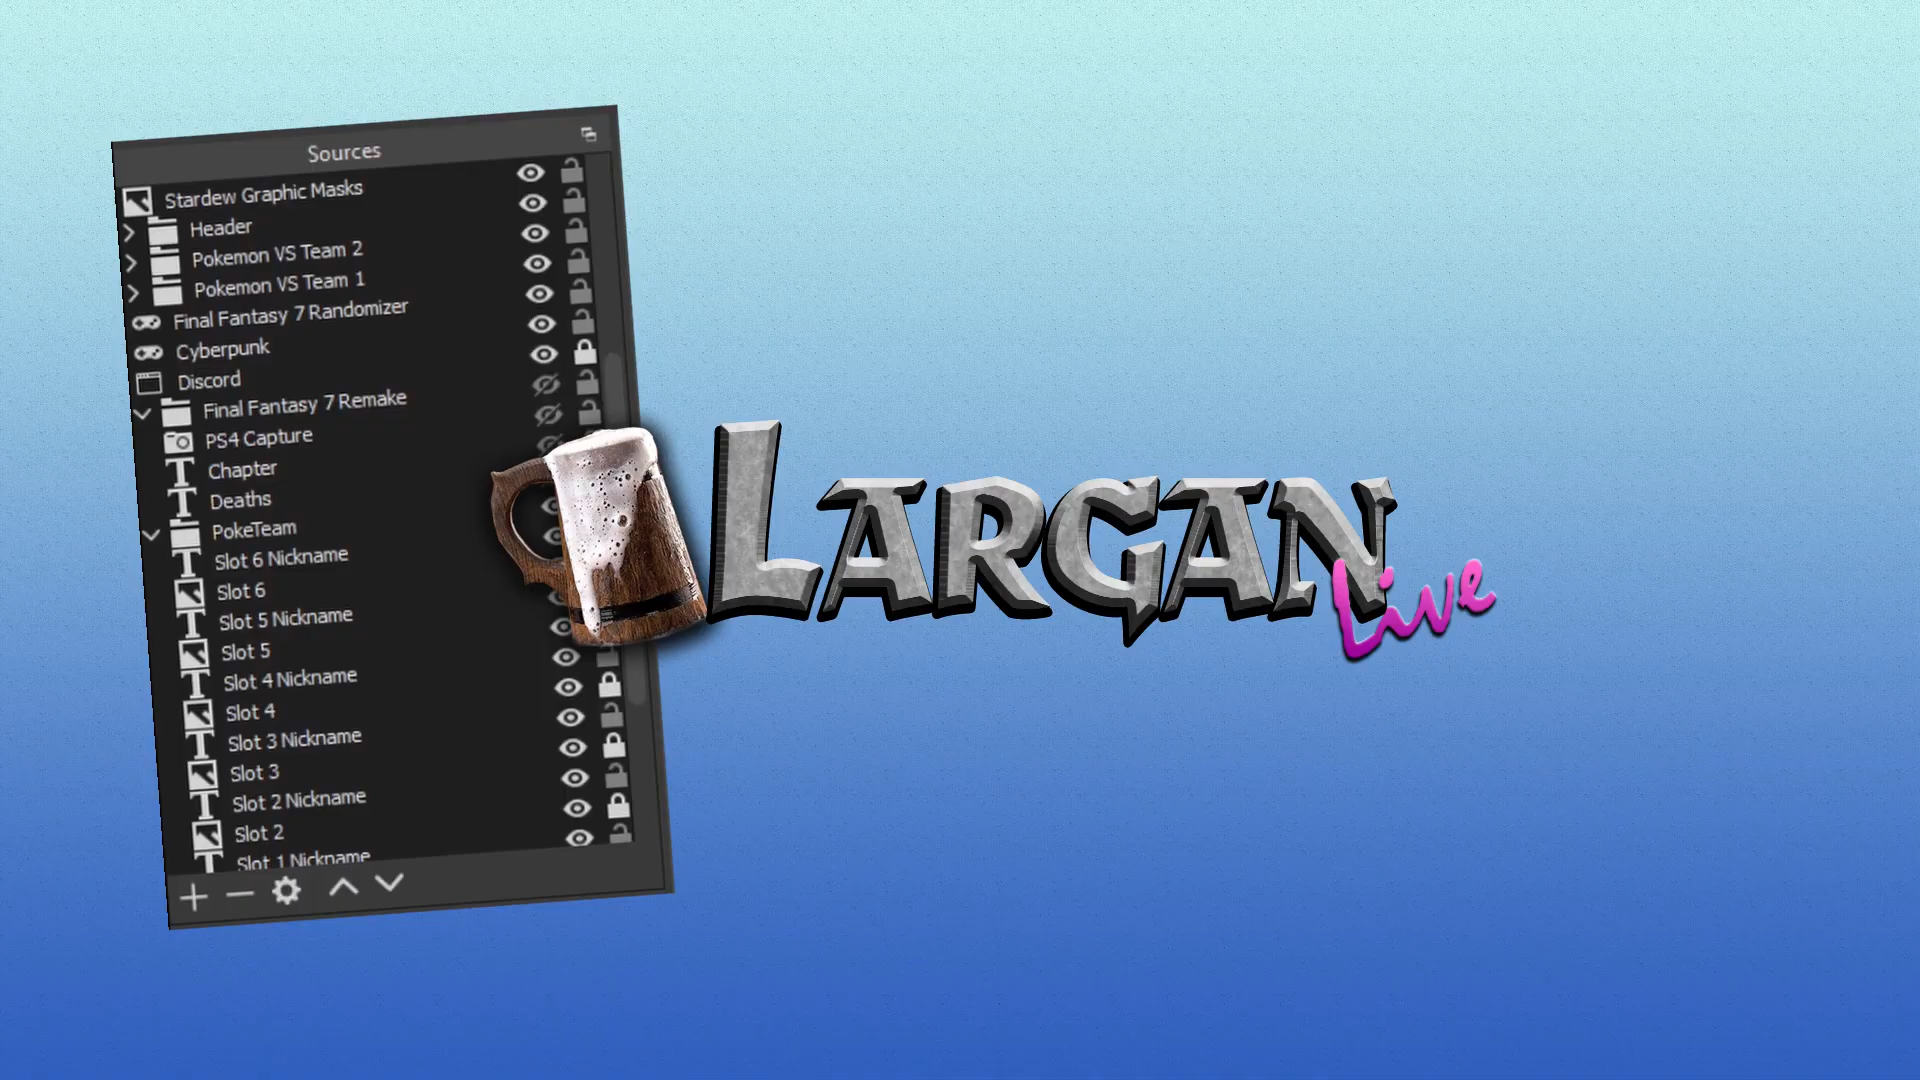 Sources
Stardew Graphic Masks
Header
Pokemon VS Team 2
Pokemon VS Team 1
Final Fantasy 7 Randomizer
Cyberpunk
Discord
Final Fantasy 7 Remake
PS4 Capture
Chapter
Deaths
PokeTeam
Slot 6 Nickname
Slot 6
Slot 5 Nickname
Slot 5
Slot 4 Nickname
Slot 4
Slot 3 Nickname
Slot 3
Slot 2 Nickname
Slot 2
Slot 1 Nickname
LARGAN
Live